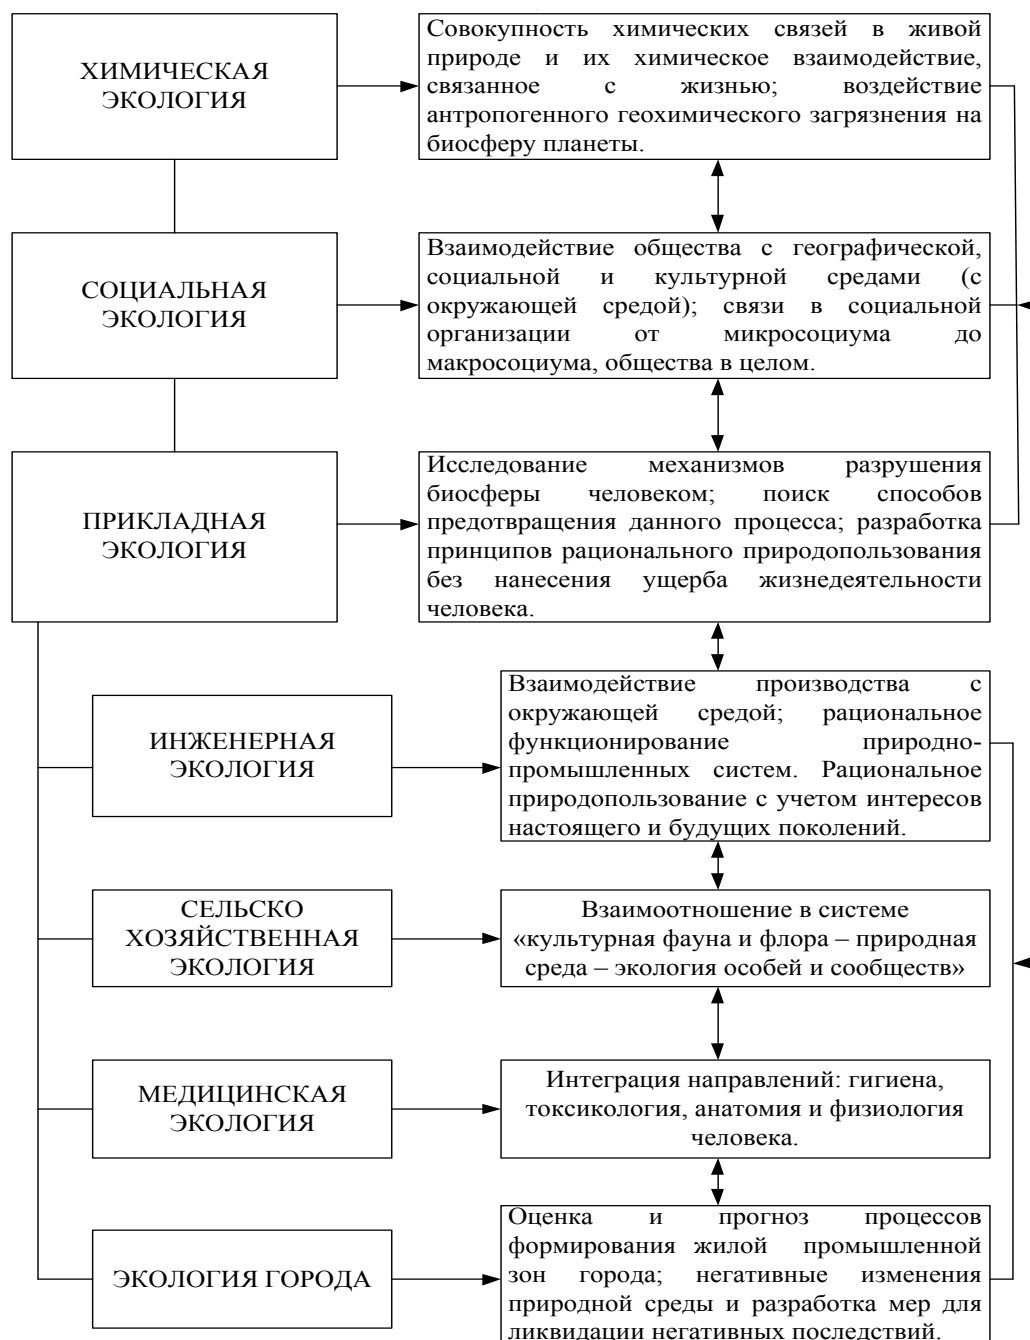 ХИМИЧЕСКАЯ
ЭКОЛОГИЯ
Совокупность химических связей в живой
природе и их химическое взаимодействие,
связанное с жизнью; воздействие
антропогенного геохимического загрязнения на
биосферу планеты.
СОЦИАЛЬНАЯ
ЭКОЛОГИЯ
Взаимодействие общества с географической,
социальной и культурной средами (с
окружающей средой); связи в социальной
организации от микросоциума до
макросоциума, общества в целом.
ПРИКЛАДНАЯ
ЭКОЛОГИЯ
Исследование механизмов разрушения
биосферы человеком; поиск способов
предотвращения данного процесса; разработка
принципов рационального природопользования
без нанесения ущерба жизнедеятельности
человека.
ИНЖЕНЕРНАЯ
ЭКОЛОГИЯ
Взаимодействие производства с
окружающей средой; рациональное
функционирование природно-
промышленных систем. Рациональное
природопользование с учетом интересов
настоящего и будущих поколений.
СЕЛЬСКО
ХОЗЯЙСТВЕННАЯ
ЭКОЛОГИЯ
Взаимоотношение в системе
«культурная фауна и флора – природная
среда – экология особей и сообществ»
МЕДИЦИНСКАЯ
ЭКОЛОГИЯ
Интеграция направлений: гигиена,
токсикология, анатомия и физиология
человека.
ЭКОЛОГИЯ ГОРОДА
Оценка и прогноз процессов
формирования жилой промышленной
зон города; негативные изменения
природной среды и разработка мер для
ликвидации негативных последствий.